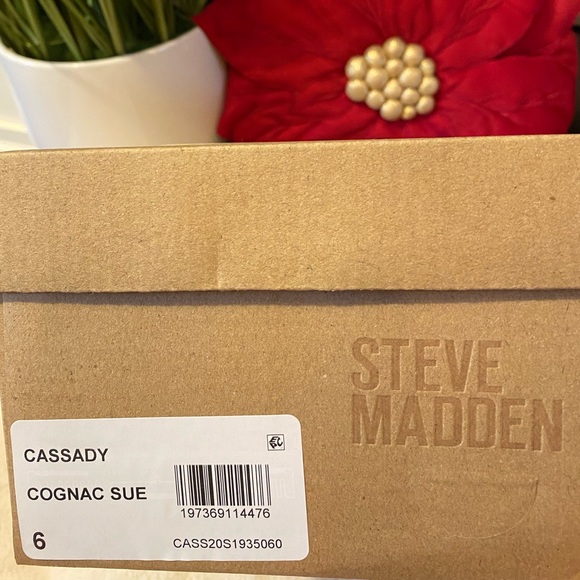 STEVE
MADDEN
CASSADY
COGNAC SUE
197369114476
6
CASS20S1935060